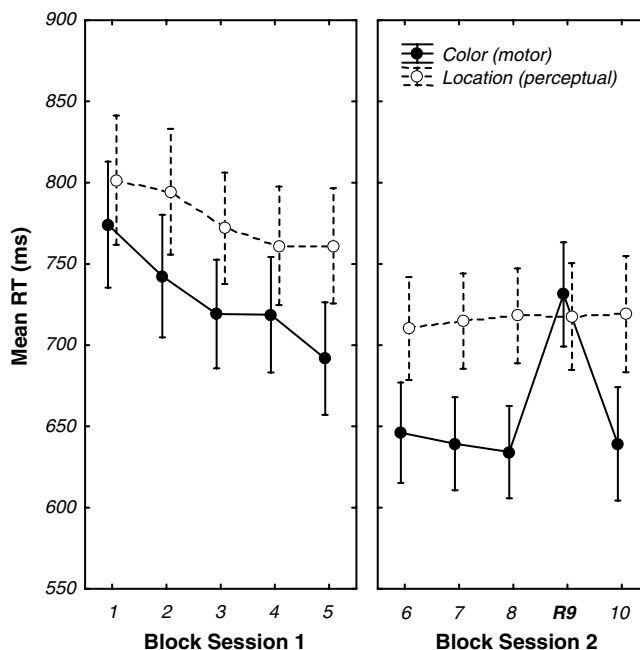 900
850
800
750
700
650
600
550
Mean RT (ms)
Color (motor)
Location (perceptual)
1 2 3 4 5
6 7 8 R9 10
Block Session 1
Block Session 2